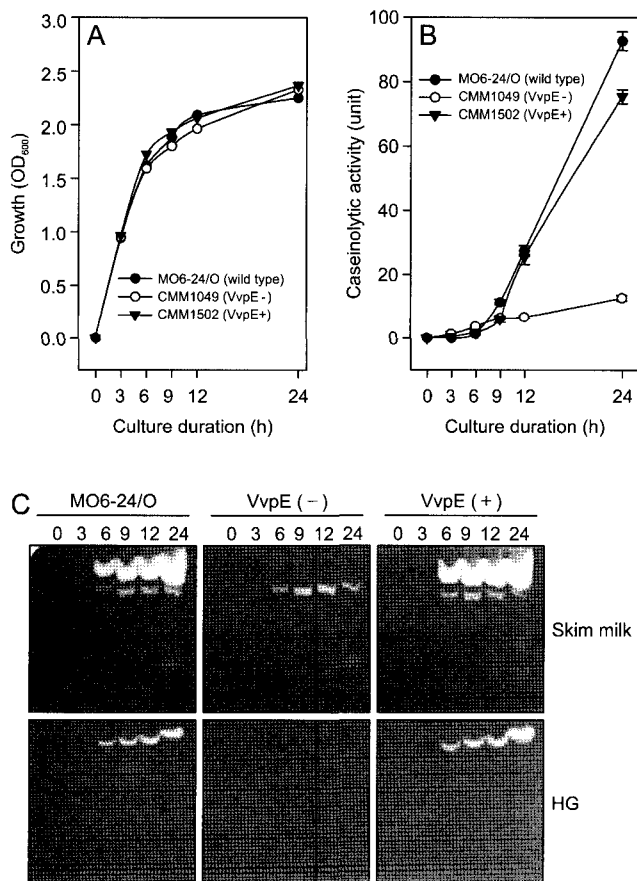 A
3.0
2.5
2.0
1.5
1.0
0.5
0.0
Growth (OD600)
MO6-24/O (wild type)
CMM1049 (VvpE-)
CMM1502 (VvpE+)
0 3 6 9 12 24
Culture duration (h)
B
100
80
60
40
20
0
Caseinolytic activity (unit)
MO6-24/O (wild type)
CMM1049 (VvpE-)
CMM1502 (VvpE+)
0 3 6 9 12 24
Culture duration (h)
C
MO6-24/O VvpE (−) VvpE (+)
0 3 6 9 12 24 0 3 6 9 12 24 0 3 6 9 12 24
Skim milk
HG